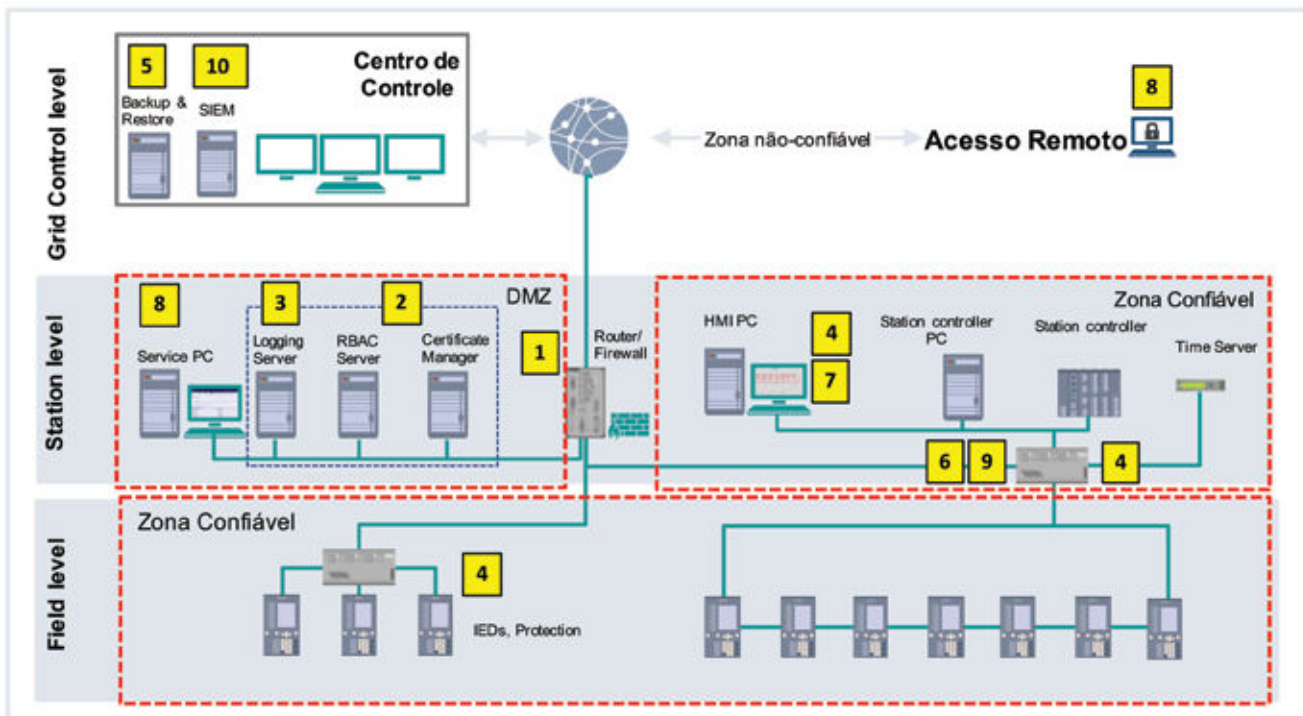 Grid Control level
5
10
Backup &
Restore
SIEM
Centro de
Controle
Zona não-confiável
8
Acesso Remoto
Station level
8
3
2
DMZ
Service PC
Logging
Server
RBAC
Server
Certificate
Manager
1
Router/
Firewall
Zona Confiável
HMI PC
4
7
Station controller
PC
Station controller
Time Server
6
9
4
Field level
Zona Confiável
4
IEDs, Protection